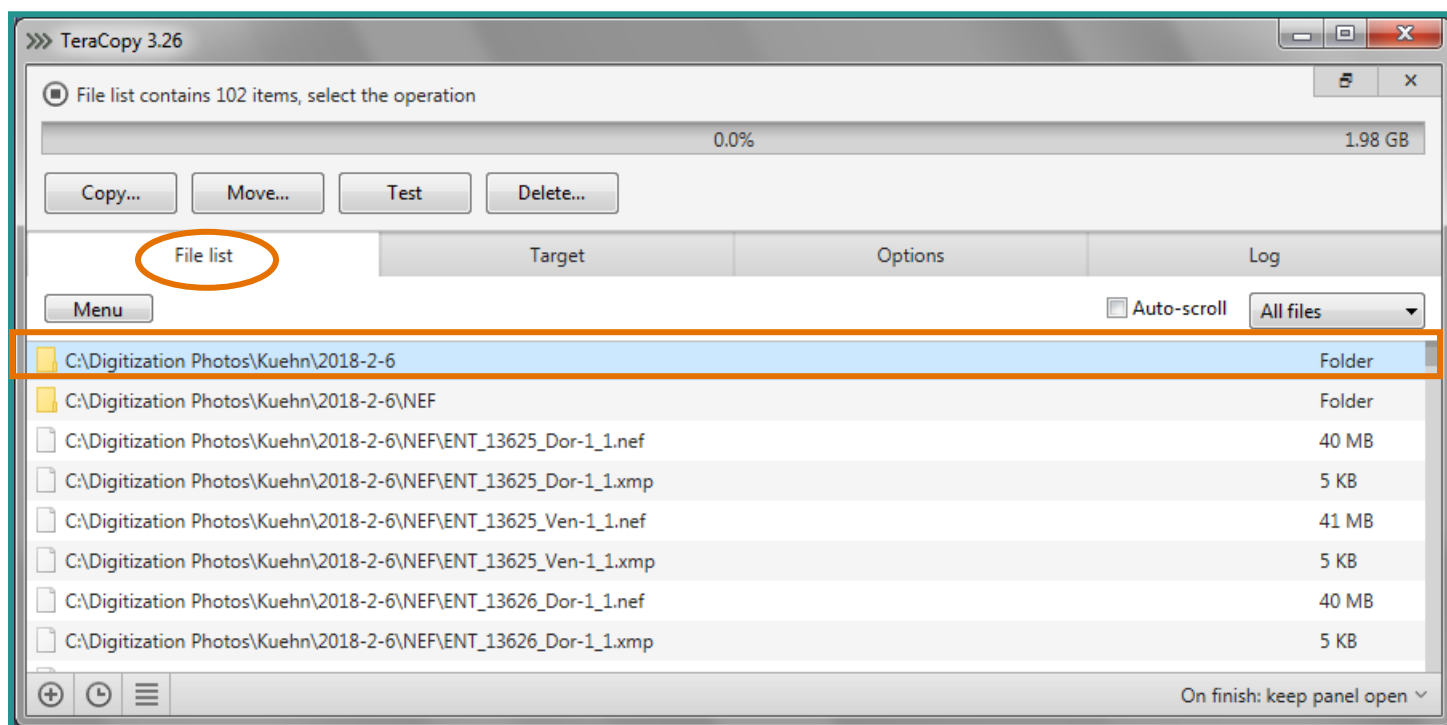 TeraCopy 3.26
File list contains 102 items, select the operation
0.0% 1.98 GB
Copy... Move... Test Delete...
File list Target Options Log
Menu Auto-scroll All files
C:\Digitization Photos\Kuehn\2018-2-6 Folder
C:\Digitization Photos\Kuehn\2018-2-6\NEF Folder
C:\Digitization Photos\Kuehn\2018-2-6\NEF\ENT_13625_Dor-1_1.nef 40 MB
C:\Digitization Photos\Kuehn\2018-2-6\NEF\ENT_13625_Dor-1_1.xmp 5 KB
C:\Digitization Photos\Kuehn\2018-2-6\NEF\ENT_13625_Ven-1_1.nef 41 MB
C:\Digitization Photos\Kuehn\2018-2-6\NEF\ENT_13625_Ven-1_1.xmp 5 KB
C:\Digitization Photos\Kuehn\2018-2-6\NEF\ENT_13626_Dor-1_1.nef 40 MB
C:\Digitization Photos\Kuehn\2018-2-6\NEF\ENT_13626_Dor-1_1.xmp 5 KB
On finish: keep panel open